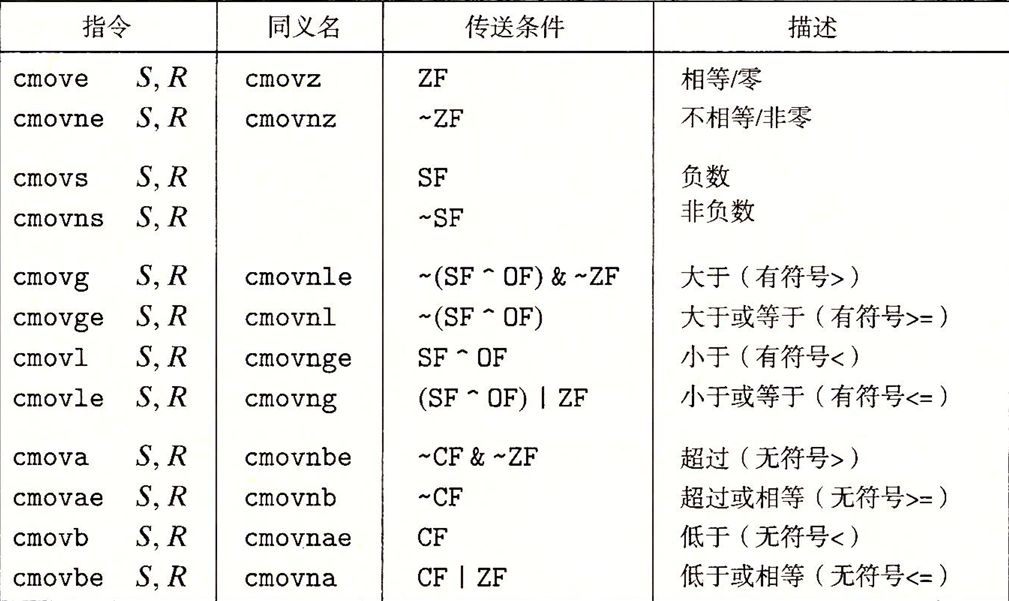 指令 同义名 传送条件 描述
cmove S, R cmovz ZF 相等/零
cmovne S, R cmovnz ~ZF 不相等/非零
cmovs S, R SF 负数
cmovns S, R ~SF 非负数
cmovg S, R cmovnle ~(SF ^ OF) & ~ZF 大于（有符号>）
cmovge S, R cmovnl ~(SF ^ OF) 大于或等于（有符号>=）
cmovl S, R cmovnge SF ^ OF 小于（有符号<）
cmovle S, R cmovng (SF ^ OF) | ZF 小于或等于（有符号<=）
cmova S, R cmovnbe ~CF & ~ZF 超过（无符号>）
cmovae S, R cmovnb ~CF 超过或相等（无符号>=）
cmovb S, R cmovnae CF 低于（无符号<）
cmovbe S, R cmovna CF | ZF 低于或相等（无符号<=）